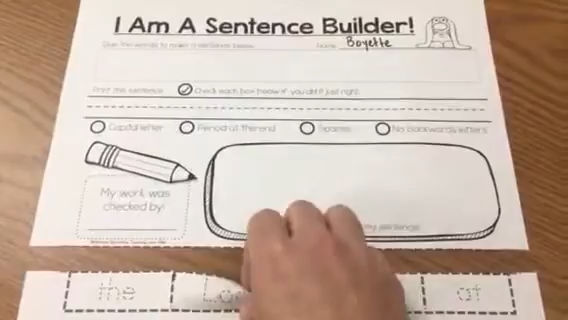 I Am A Sentence Builder!
Glue the words to make a sentence below. Name Boyette
Print the sentence. Check each box below if you did it just right.
Capital letter Period at the end Spaces No backwards letters
My work was
checked by:
my sentence.
the at